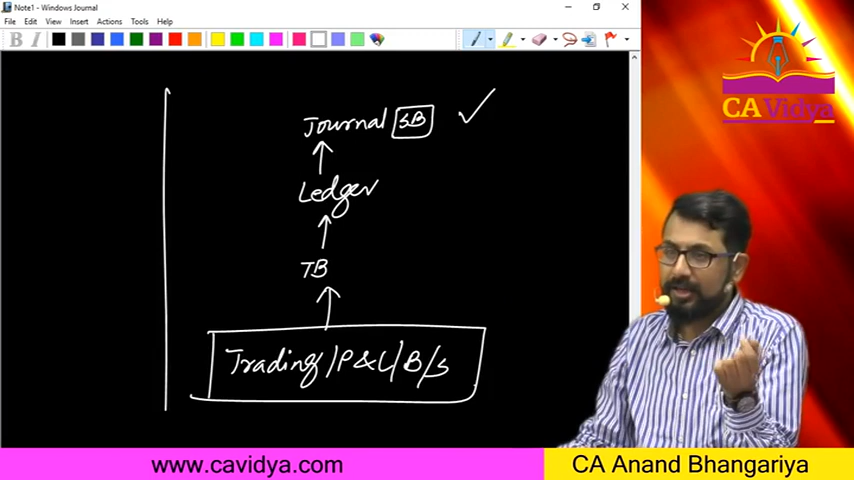 Note1 - Windows Journal
File Edit View Insert Actions Tools Help
B I
CA Vidya
Journal SB
Ledger
TB
Trading/P&L/B/S
www.cavidya.com
CA Anand Bhangariya